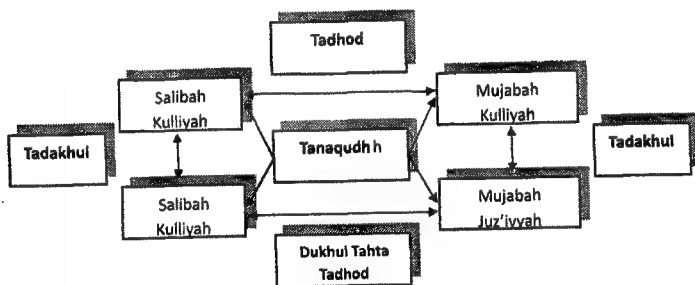 Tadhod
Salibah
Kulliyah
Mujabah
Kulliyah
Tadakhul
Tanaqudh h
Tadakhul
Salibah
Kulliyah
Mujabah
Juz'iyyah
Dukhul Tahta
Tadhod